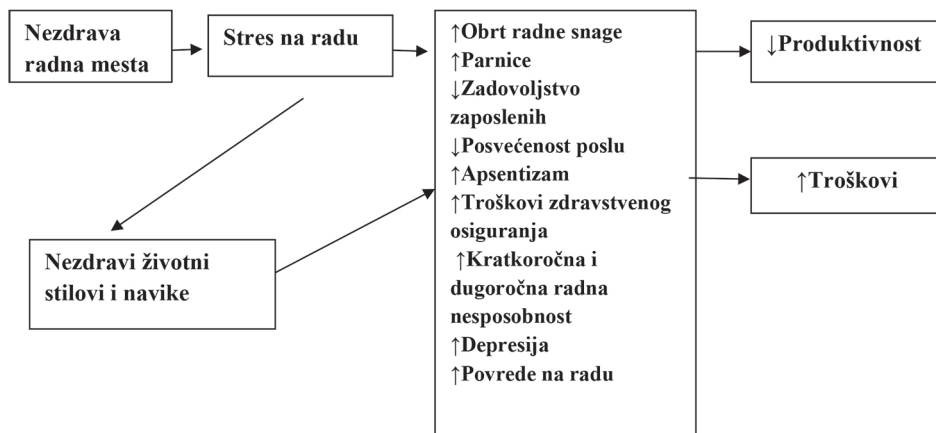 Nezdrava
radna mesta
Stres na radu
↑Obrt radne snage
↑Parnice
↓Zadovoljstvo
zaposlenih
↓Posvećenost poslu
↑Apsentizam
↑Troškovi zdravstvenog
osiguranja
↑Kratkoročna i
dugoročna radna
nesposobnost
↑Depresija
↑Povrede na radu
↓Produktivnost
↑Troškovi
Nezdravi životni
stilovi i navike